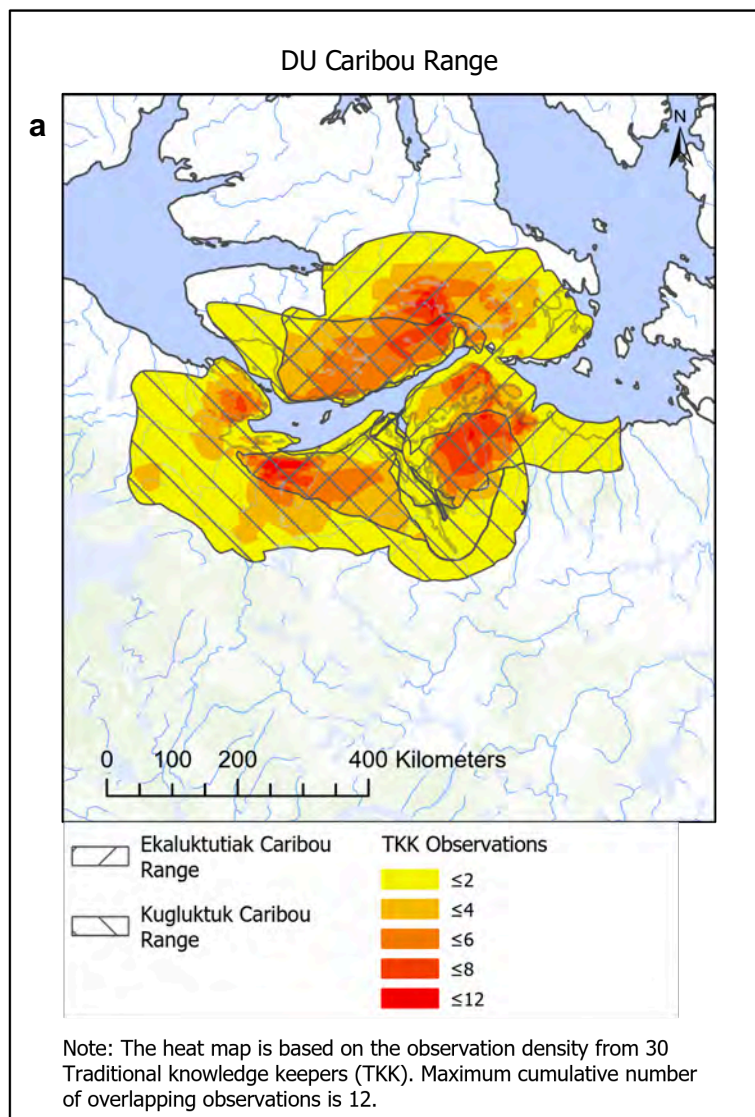 DU Caribou Range
a
N
0 100 200 400 Kilometers
Ekaluktutiak Caribou
Range
Kugluktuk Caribou
Range
TKK Observations
≤2
≤4
≤6
≤8
≤12
Note: The heat map is based on the observation density from 30
Traditional knowledge keepers (TKK). Maximum cumulative number
of overlapping observations is 12.